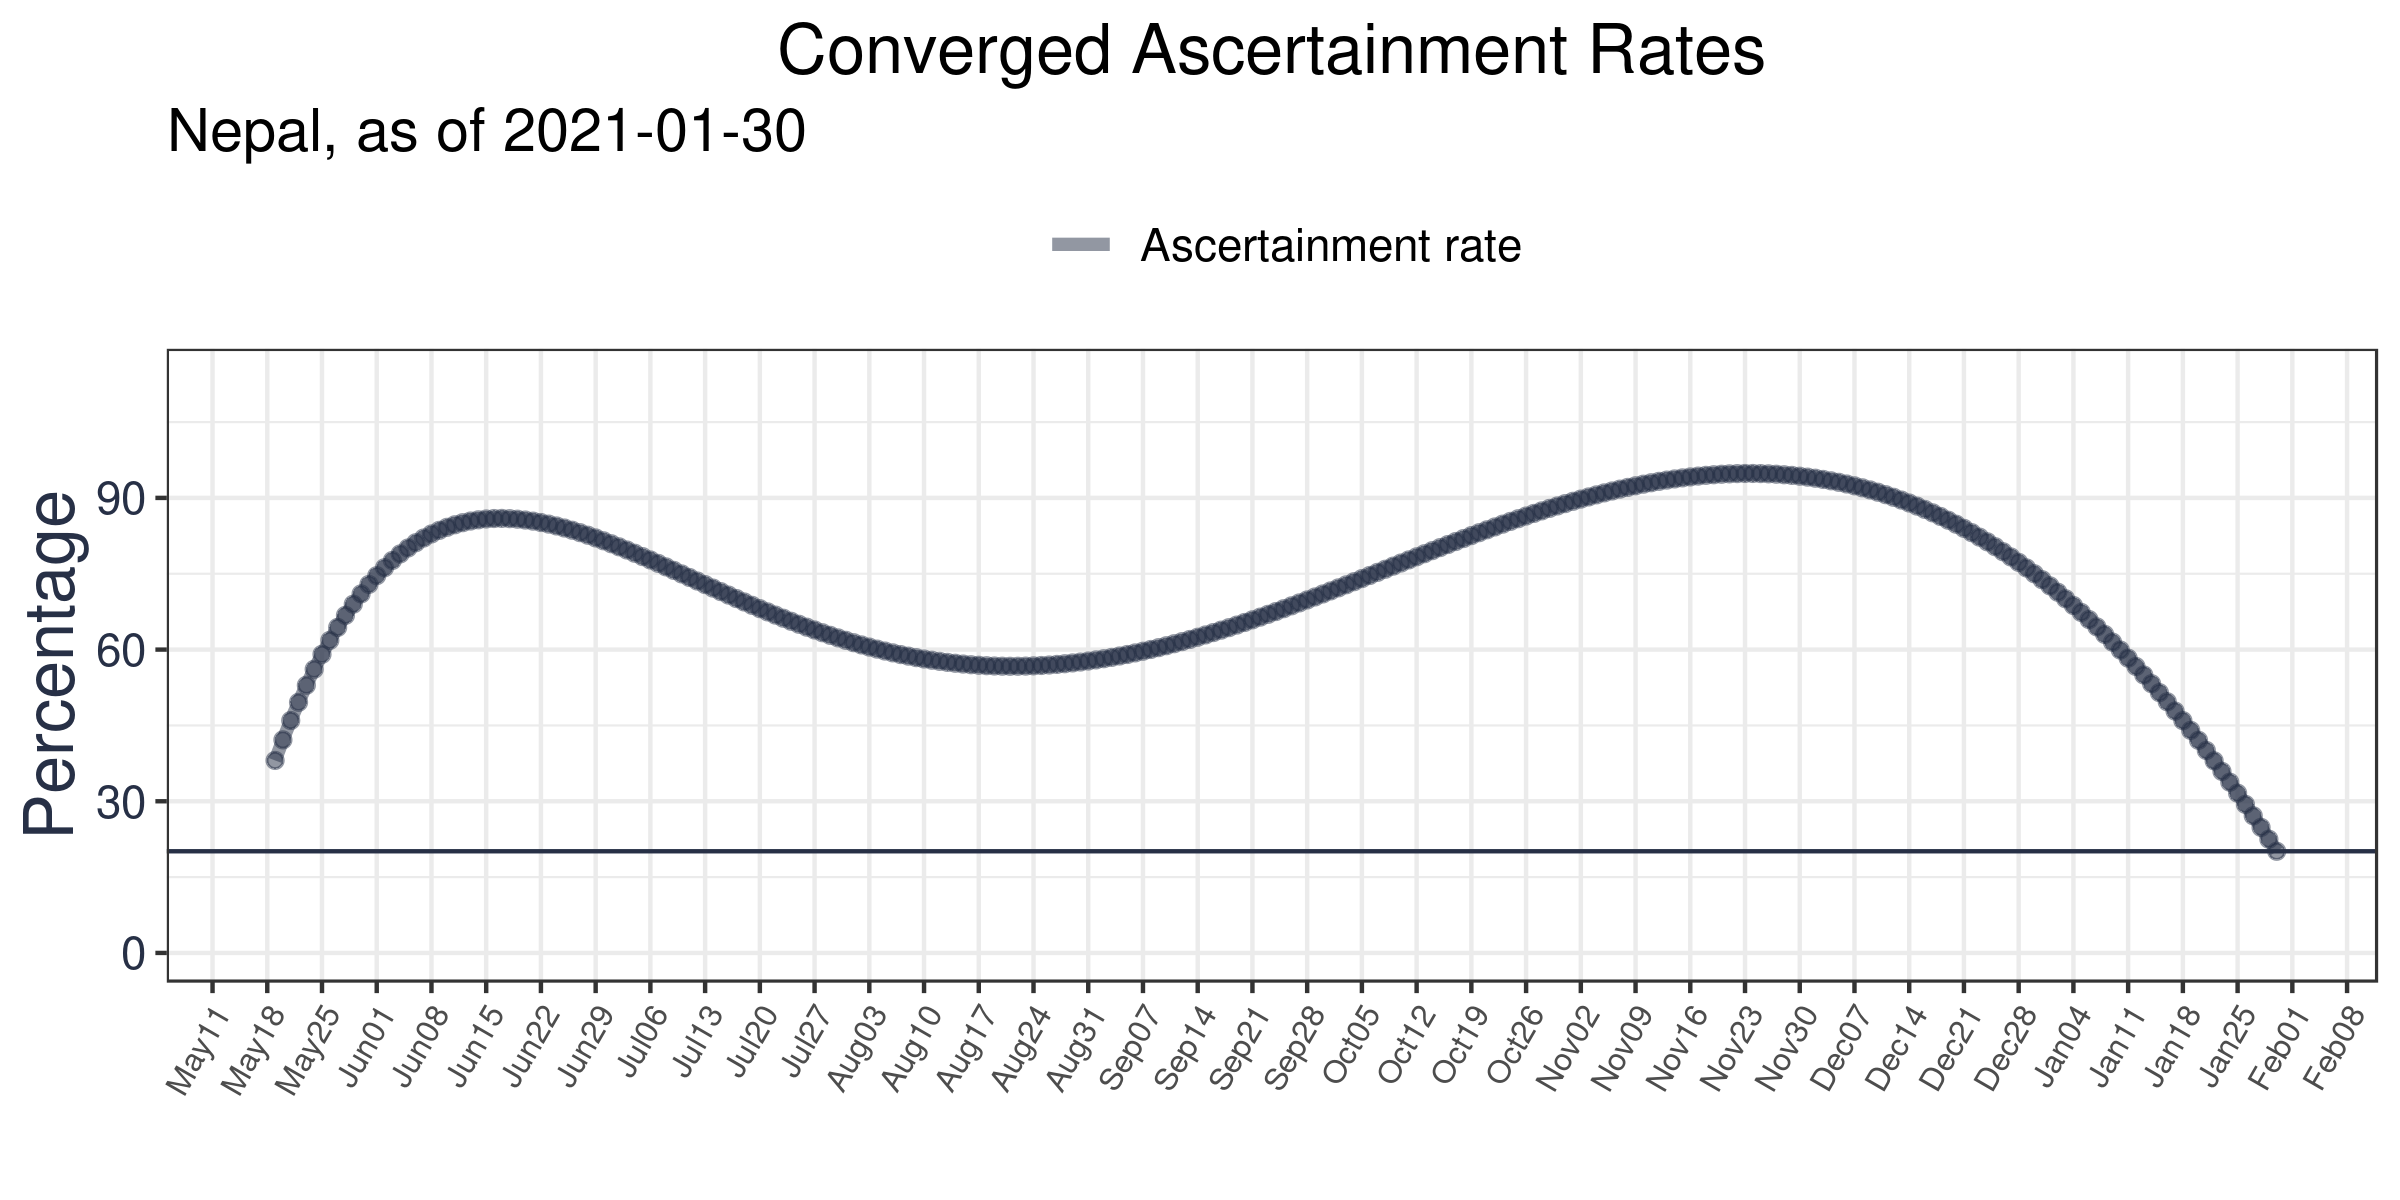 Converged Ascertainment Rates
Nepal, as of 2021-01-30
Ascertainment rate
Percentage
90
60
30
0
May11 May18 May25 Jun01 Jun08 Jun15 Jun22 Jun29 Jul06 Jul13 Jul20 Jul27 Aug03 Aug10 Aug17 Aug24 Aug31 Sep07 Sep14 Sep21 Sep28 Oct05 Oct12 Oct19 Oct26 Nov02 Nov09 Nov16 Nov23 Nov30 Dec07 Dec14 Dec21 Dec28 Jan04 Jan11 Jan18 Jan25 Feb01 Feb08